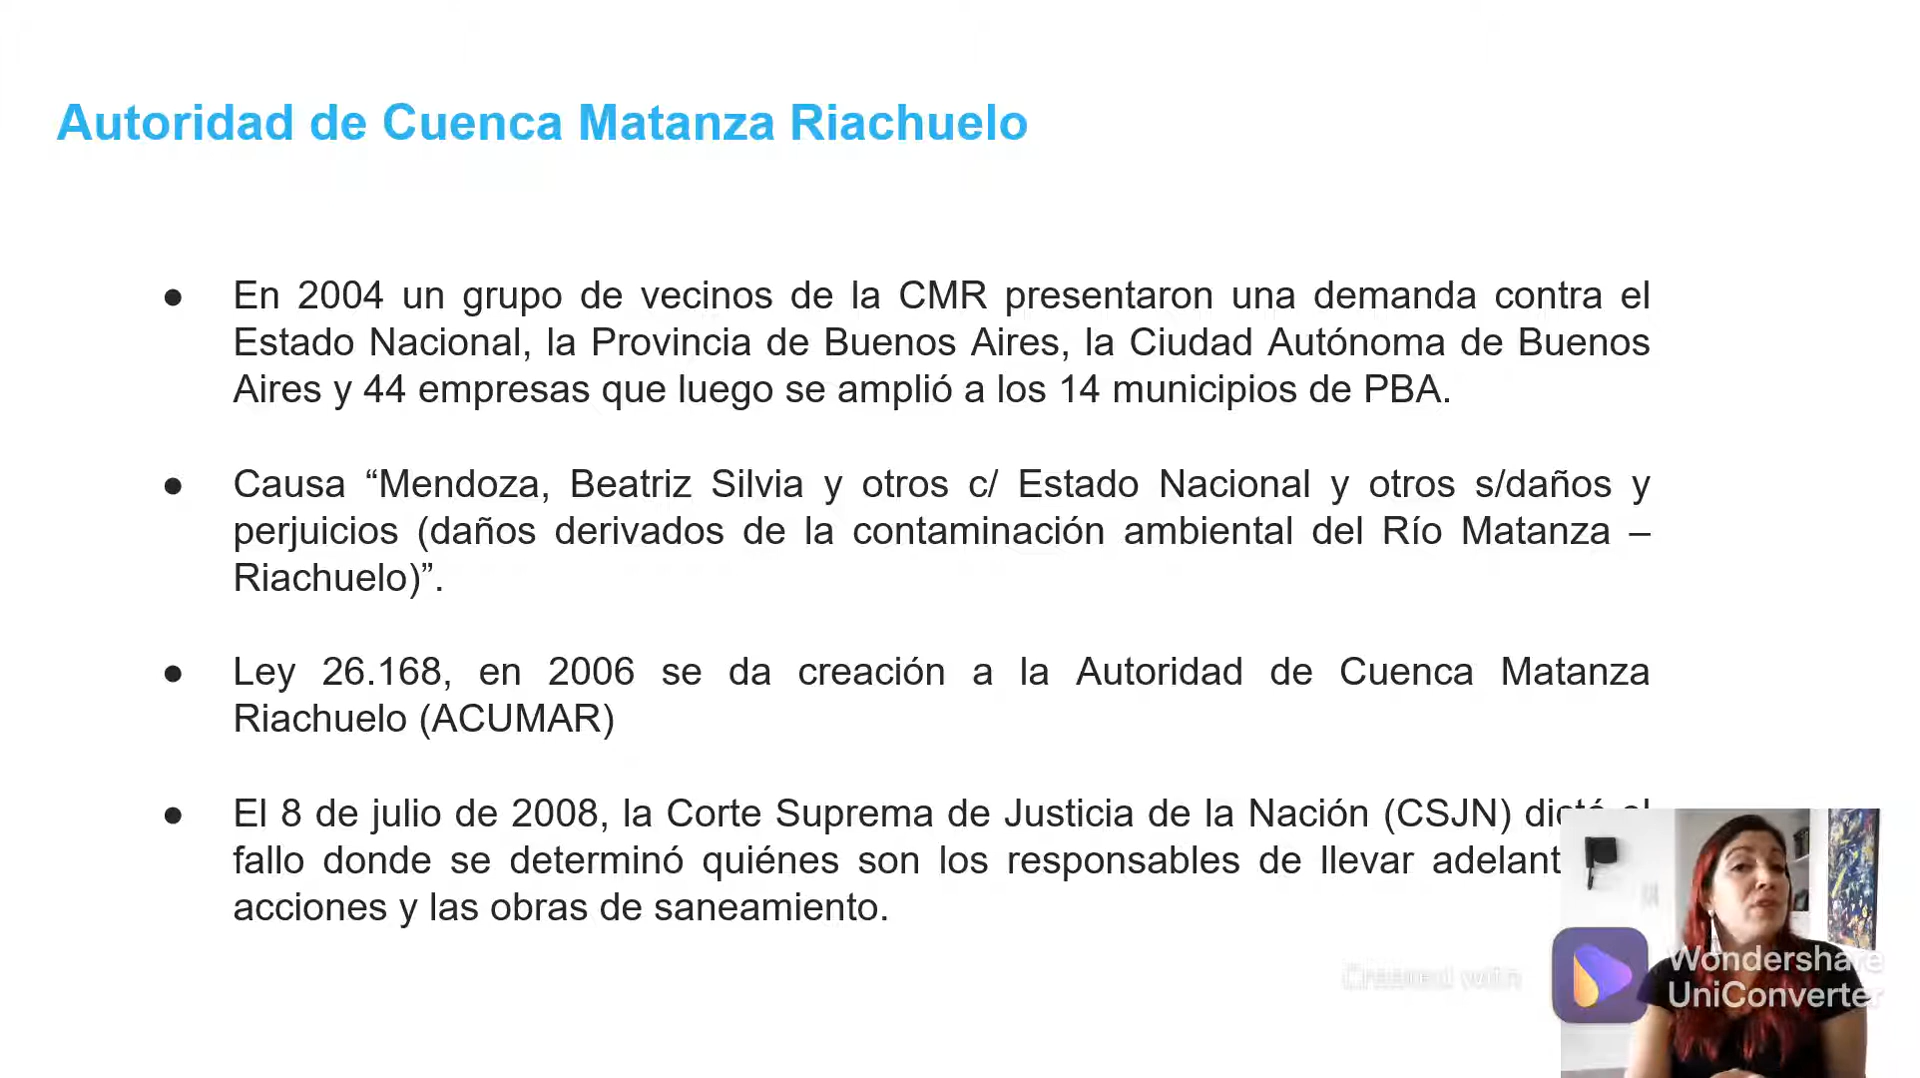 Autoridad de Cuenca Matanza Riachuelo
● En 2004 un grupo de vecinos de la CMR presentaron una demanda contra el
Estado Nacional, la Provincia de Buenos Aires, la Ciudad Autónoma de Buenos
Aires y 44 empresas que luego se amplió a los 14 municipios de PBA.
● Causa “Mendoza, Beatriz Silvia y otros c/ Estado Nacional y otros s/daños y
perjuicios (daños derivados de la contaminación ambiental del Río Matanza –
Riachuelo)”.
● Ley 26.168, en 2006 se da creación a la Autoridad de Cuenca Matanza
Riachuelo (ACUMAR)
● El 8 de julio de 2008, la Corte Suprema de Justicia de la Nación (CSJN) dictó el
fallo donde se determinó quiénes son los responsables de llevar adelant
acciones y las obras de saneamiento.
Created with
Wondershare
UniConverter